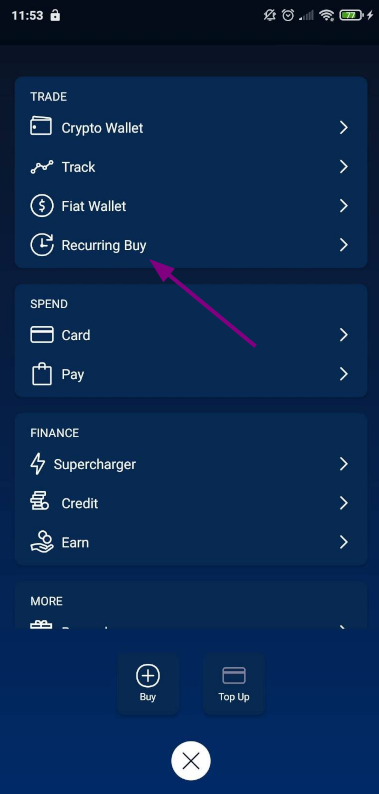 11:53
77
TRADE
Crypto Wallet
Track
Fiat Wallet
Recurring Buy
SPEND
Card
Pay
FINANCE
Supercharger
Credit
Earn
MORE
Buy
Top Up